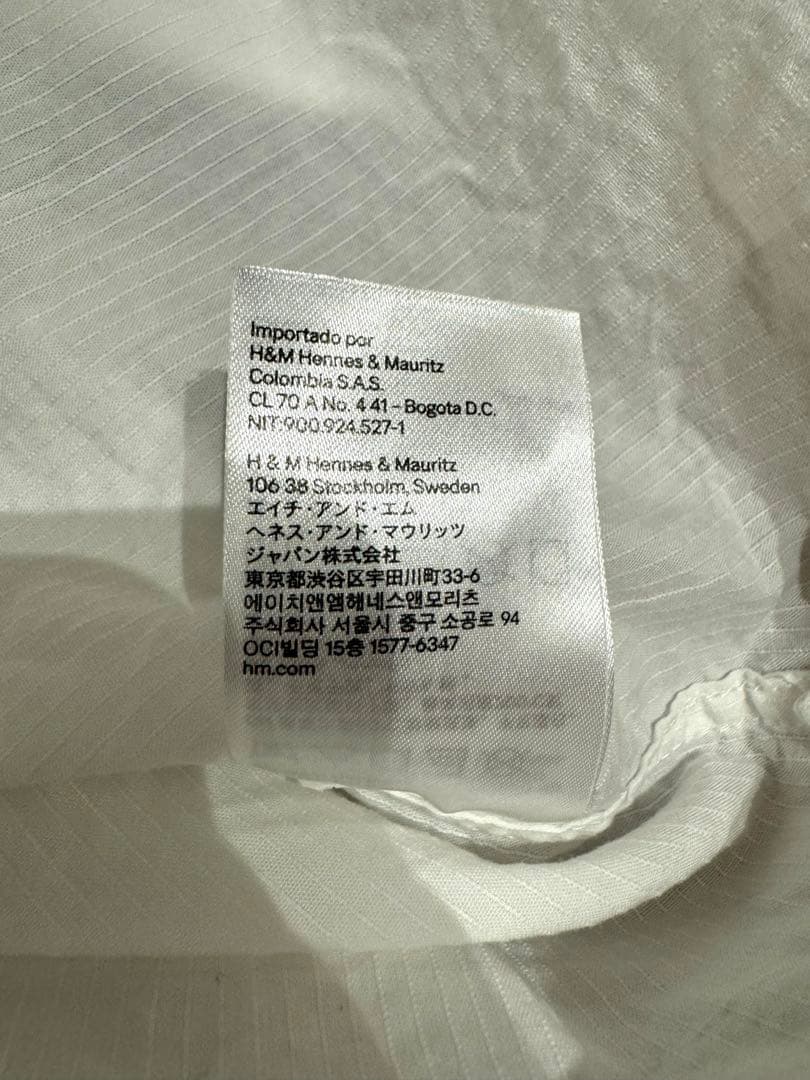 Importado por
H&M Hennes & Mauritz
Colombia S.A.S.
CL 70 A No. 4 41 – Bogota D.C.
NIT:900.924.527-1
H & M Hennes & Mauritz
106 38 Stockholm, Sweden
エイチ・アンド・エム
ヘネス・アンド・マウリッツ
ジャパン株式会社
東京都渋谷区宇田川町33-6
에이치앤엠헤네스앤모리츠
주식회사 서울시 중구 소공로 94
OCI빌딩 15층 1577-6347
hm.com